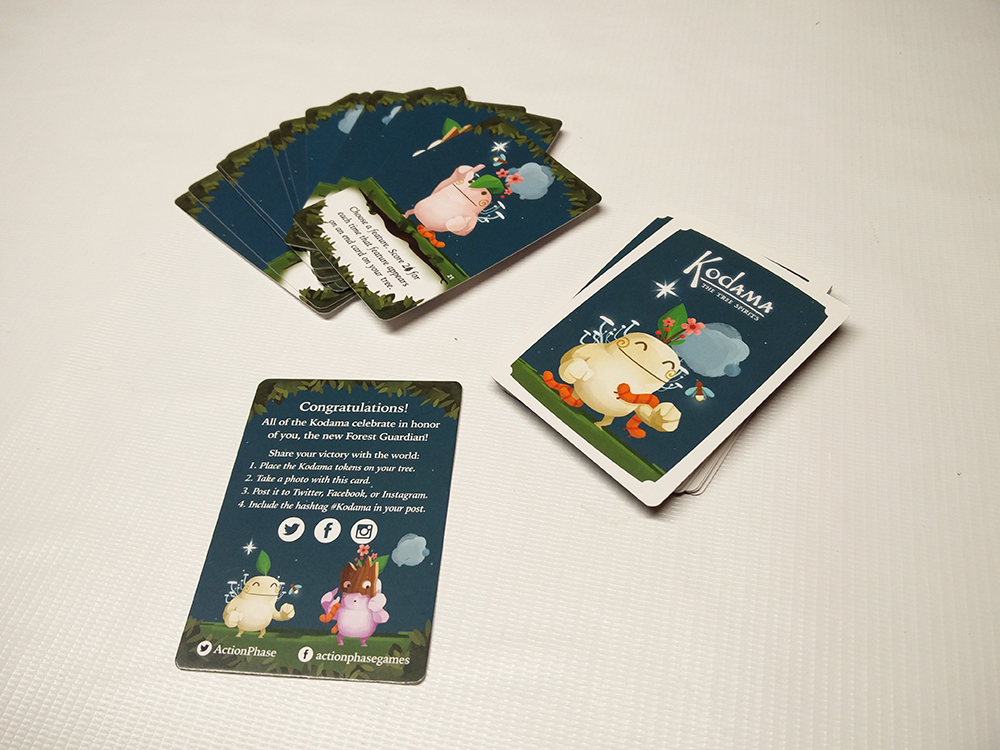 Choose a feature. Score 2 for
each time that feature appears
on an end card on your tree.
21
Kodama
THE TREE SPIRITS
Congratulations!
All of the Kodama celebrate in honor
of you, the new Forest Guardian!
Share your victory with the world:
1. Place the Kodama tokens on your tree.
2. Take a photo with this card.
3. Post it to Twitter, Facebook, or Instagram.
4. Include the hashtag #Kodama in your post.
ActionPhase
actionphasegames